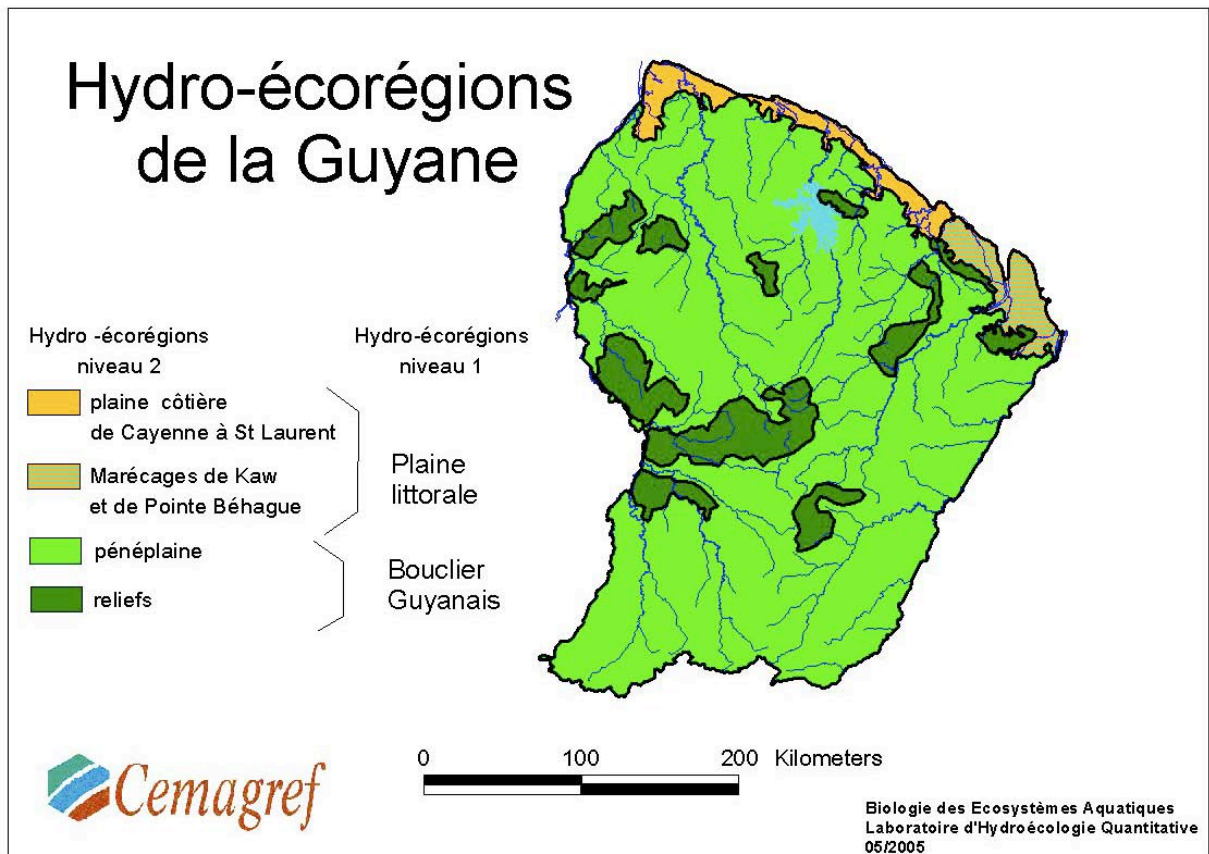 Hydro-écorégions
de la Guyane
Hydro -écorégions
niveau 2
Hydro-écorégions
niveau 1
plaine côtière
de Cayenne à St Laurent
Marécages de Kaw
et de Pointe Béhague
Plaine
littorale
pénéplaine
reliefs
Bouclier
Guyanais
Cemagref
0 100 200 Kilometers
Biologie des Ecosystèmes Aquatiques
Laboratoire d'Hydroécologie Quantitative
05/2005